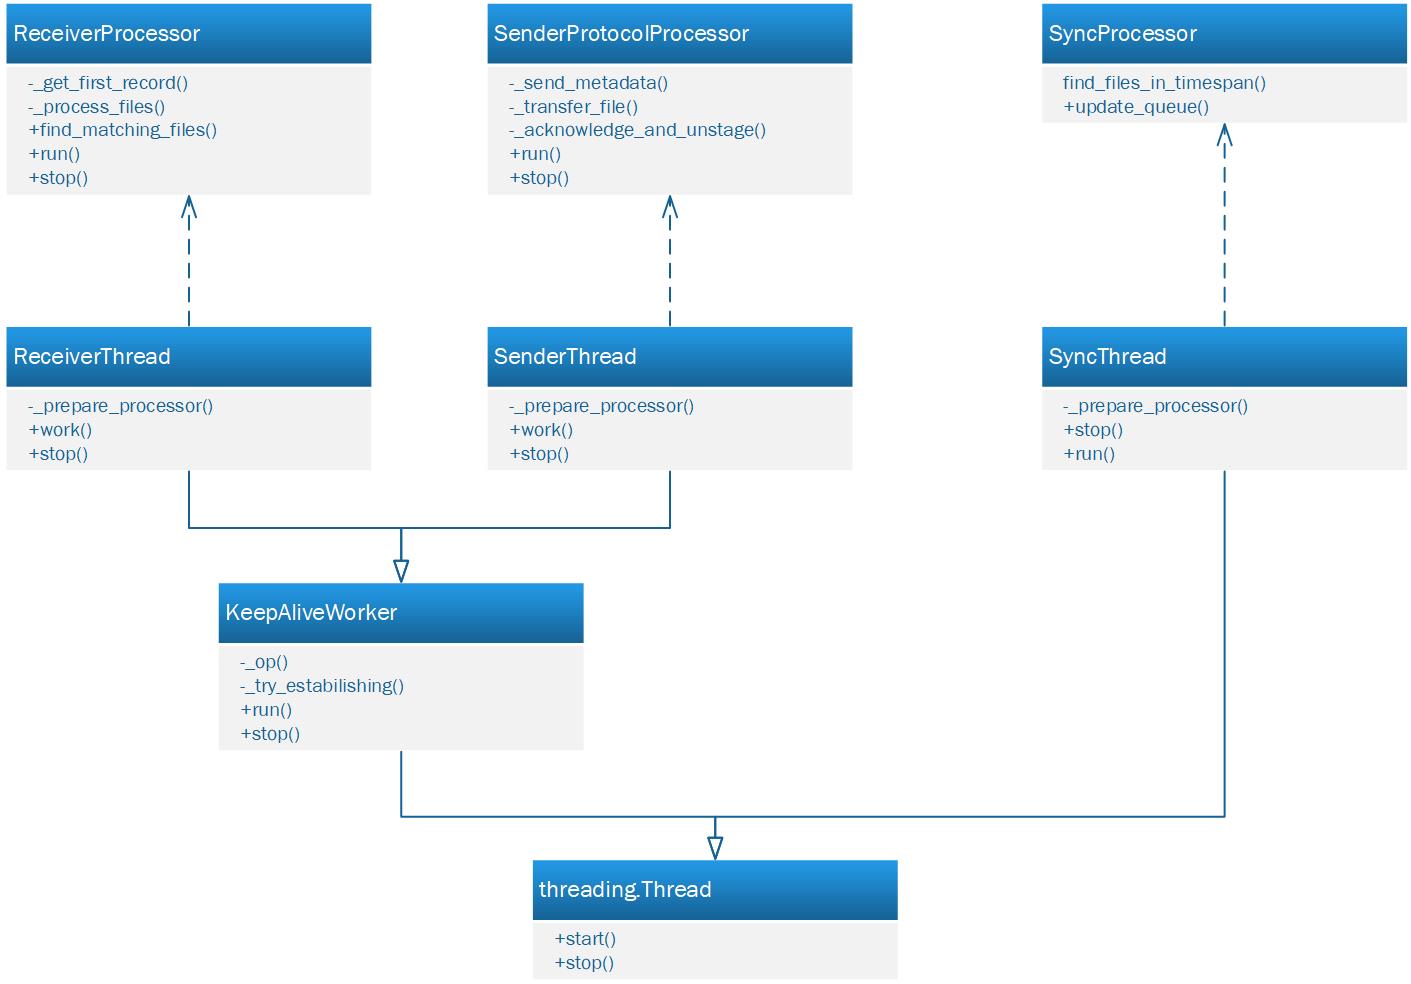 ReceiverProcessor
-_get_first_record()
-_process_files()
+find_matching_files()
+run()
+stop()
SenderProtocolProcessor
-_send_metadata()
-_transfer_file()
-_acknowledge_and_unstage()
+run()
+stop()
SyncProcessor
find_files_in_timespan()
+update_queue()
ReceiverThread
-_prepare_processor()
+work()
+stop()
SenderThread
-_prepare_processor()
+work()
+stop()
SyncThread
-_prepare_processor()
+stop()
+run()
KeepAliveWorker
-_op()
-_try_estabilishing()
+run()
+stop()
threading.Thread
+start()
+stop()